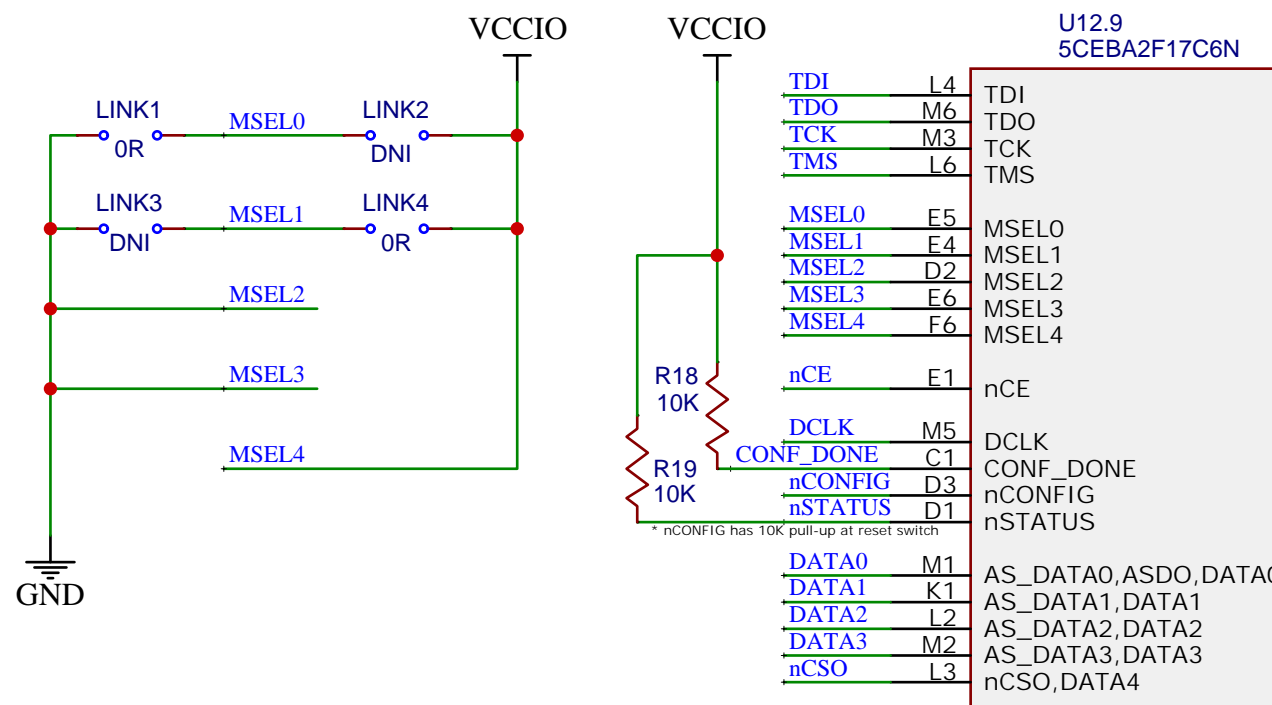 VCCIO
LINK1
MSEL0
LINK2
0R
DNI
LINK3
MSEL1
LINK4
DNI
0R
MSEL2
MSEL3
MSEL4
GND
VCCIO
R18
10K
R19
10K
U12.9
5CEBA2F17C6N
TDI L4 TDI
TDO M6 TDO
TCK M3 TCK
TMS L6 TMS
MSEL0 E5 MSEL0
MSEL1 E4 MSEL1
MSEL2 D2 MSEL2
MSEL3 E6 MSEL3
MSEL4 F6 MSEL4
nCE E1 nCE
DCLK M5 DCLK
CONF_DONE C1 CONF_DONE
nCONFIG D3 nCONFIG
nSTATUS D1 nSTATUS
* nCONFIG has 10K pull-up at reset switch
DATA0 M1 AS_DATA0,ASDO,DATA0
DATA1 K1 AS_DATA1,DATA1
DATA2 L2 AS_DATA2,DATA2
DATA3 M2 AS_DATA3,DATA3
nCSO L3 nCSO,DATA4